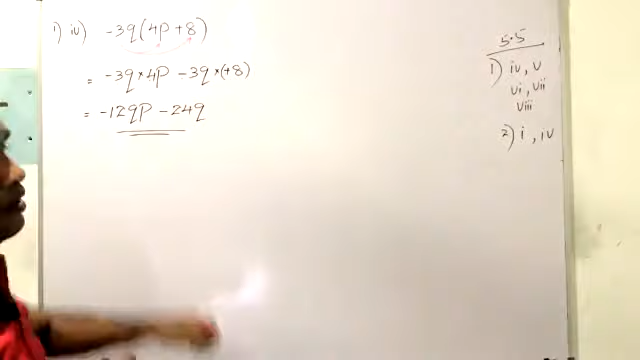 1) iv) -3q(4p+8)
= -3q×4p -3q×(+8)
= -12qp -24q
5.5
1) iv, v
vi, vii
viii
2) i, iv